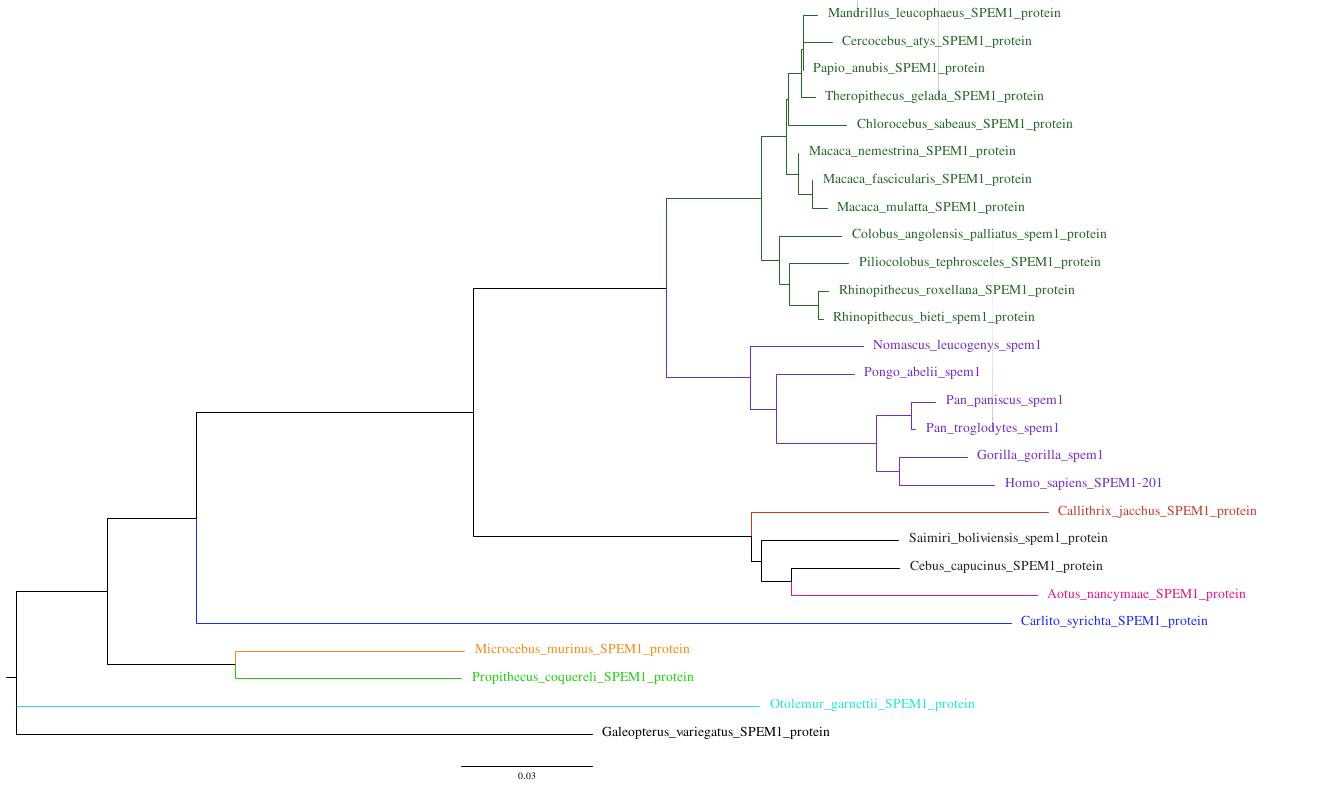 Mandrillus_leucophaeus_SPEM1_protein
Cercocebus_atys_SPEM1_protein
Papio_anubis_SPEM1_protein
Theropithecus_gelada_SPEM1_protein
Chlorocebus_sabeaus_SPEM1_protein
Macaca_nemestrina_SPEM1_protein
Macaca_fascicularis_SPEM1_protein
Macaca_mulatta_SPEM1_protein
Colobus_angolensis_palliatus_spem1_protein
Piliocolobus_tephrosceles_SPEM1_protein
Rhinopithecus_roxellana_SPEM1_protein
Rhinopithecus_bieti_spem1_protein
Nomascus_leucogenys_spem1
Pongo_abelii_spem1
Pan_paniscus_spem1
Pan_troglodytes_spem1
Gorilla_gorilla_spem1
Homo_sapiens_SPEM1-201
Callithrix_jacchus_SPEM1_protein
Saimiri_boliviensis_spem1_protein
Cebus_capucinus_SPEM1_protein
Aotus_nancymaae_SPEM1_protein
Carlito_syrichta_SPEM1_protein
Microcebus_murinus_SPEM1_protein
Propithecus_coquereli_SPEM1_protein
Otolemur_garnettii_SPEM1_protein
Galeopterus_variegatus_SPEM1_protein
0.03